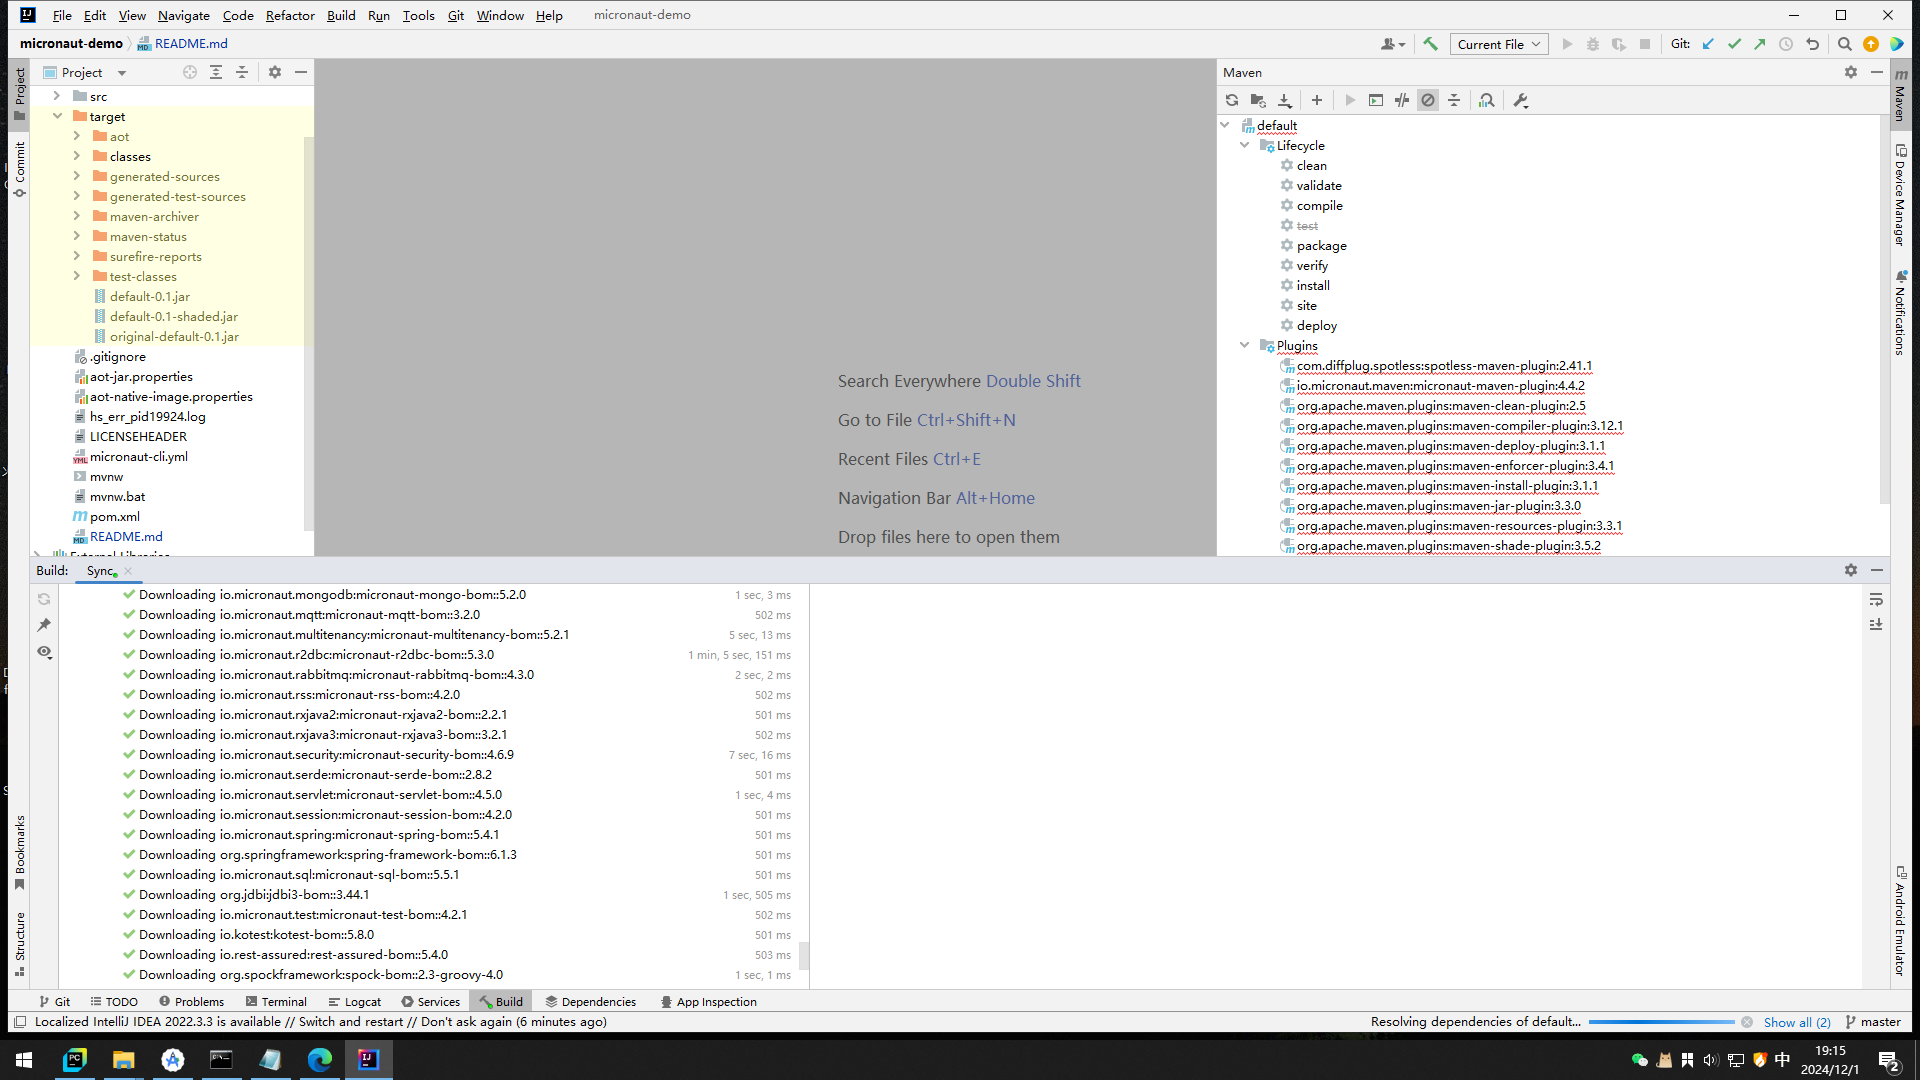 File Edit View Navigate Code Refactor Build Run Tools Git Window Help micronaut-demo
micronaut-demo README.md
Current File
Git:
Project
src
target
aot
classes
generated-sources
generated-test-sources
maven-archiver
maven-status
surefire-reports
test-classes
default-0.1.jar
default-0.1-shaded.jar
original-default-0.1.jar
.gitignore
aot-jar.properties
aot-native-image.properties
hs_err_pid19924.log
LICENSEHEADER
micronaut-cli.yml
mvnw
mvnw.bat
pom.xml
README.md
External Libraries
Project
Commit
Bookmarks
Structure
Search Everywhere Double Shift
Go to File Ctrl+Shift+N
Recent Files Ctrl+E
Navigation Bar Alt+Home
Drop files here to open them
Maven
default
Lifecycle
clean
validate
compile
test
package
verify
install
site
deploy
Plugins
com.diffplug.spotless:spotless-maven-plugin:2.41.1
io.micronaut.maven:micronaut-maven-plugin:4.4.2
org.apache.maven.plugins:maven-clean-plugin:2.5
org.apache.maven.plugins:maven-compiler-plugin:3.12.1
org.apache.maven.plugins:maven-deploy-plugin:3.1.1
org.apache.maven.plugins:maven-enforcer-plugin:3.4.1
org.apache.maven.plugins:maven-install-plugin:3.1.1
org.apache.maven.plugins:maven-jar-plugin:3.3.0
org.apache.maven.plugins:maven-resources-plugin:3.3.1
org.apache.maven.plugins:maven-shade-plugin:3.5.2
Maven
Device Manager
Notifications
Android Emulator
Build: Sync
Downloading io.micronaut.mongodb:micronaut-mongo-bom::5.2.0 1 sec, 3 ms
Downloading io.micronaut.mqtt:micronaut-mqtt-bom::3.2.0 502 ms
Downloading io.micronaut.multitenancy:micronaut-multitenancy-bom::5.2.1 5 sec, 13 ms
Downloading io.micronaut.r2dbc:micronaut-r2dbc-bom::5.3.0 1 min, 5 sec, 151 ms
Downloading io.micronaut.rabbitmq:micronaut-rabbitmq-bom::4.3.0 2 sec, 2 ms
Downloading io.micronaut.rss:micronaut-rss-bom::4.2.0 502 ms
Downloading io.micronaut.rxjava2:micronaut-rxjava2-bom::2.2.1 501 ms
Downloading io.micronaut.rxjava3:micronaut-rxjava3-bom::3.2.1 502 ms
Downloading io.micronaut.security:micronaut-security-bom::4.6.9 7 sec, 16 ms
Downloading io.micronaut.serde:micronaut-serde-bom::2.8.2 501 ms
Downloading io.micronaut.servlet:micronaut-servlet-bom::4.5.0 1 sec, 4 ms
Downloading io.micronaut.session:micronaut-session-bom::4.2.0 501 ms
Downloading io.micronaut.spring:micronaut-spring-bom::5.4.1 501 ms
Downloading org.springframework:spring-framework-bom::6.1.3 501 ms
Downloading io.micronaut.sql:micronaut-sql-bom::5.5.1 501 ms
Downloading org.jdbi:jdbi3-bom::3.44.1 1 sec, 505 ms
Downloading io.micronaut.test:micronaut-test-bom::4.2.1 502 ms
Downloading io.kotest:kotest-bom::5.8.0 501 ms
Downloading io.rest-assured:rest-assured-bom::5.4.0 503 ms
Downloading org.spockframework:spock-bom::2.3-groovy-4.0 1 sec, 1 ms
Git TODO Problems Terminal Logcat Services Build Dependencies App Inspection
Localized IntelliJ IDEA 2022.3.3 is available // Switch and restart // Don't ask again (6 minutes ago) Resolving dependencies of default... Show all (2) master
中
19:15
2024/12/1
2